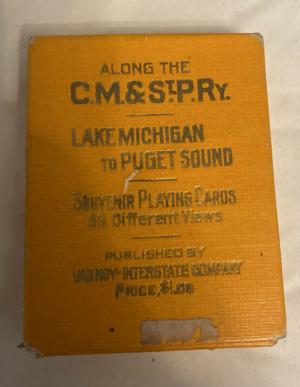 ALONG THE
C.M.&ST.P.RY.
LAKE MICHIGAN
TO PUGET SOUND
SOUVENIR PLAYING CARDS
53 Different Views
PUBLISHED BY
VAN NOY-INTERSTATE COMPANY
PRICE, $1.00